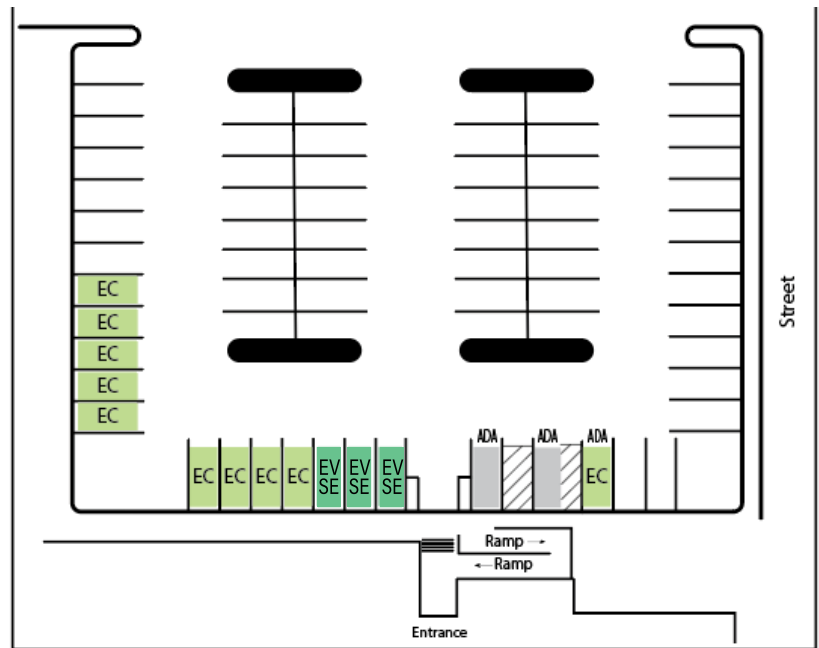 Street
EC
EC
EC
EC
EC
ADA
ADA
ADA
EC
EC
EC
EC
EV
SE
EV
SE
EV
SE
EC
Ramp →
← Ramp
Entrance